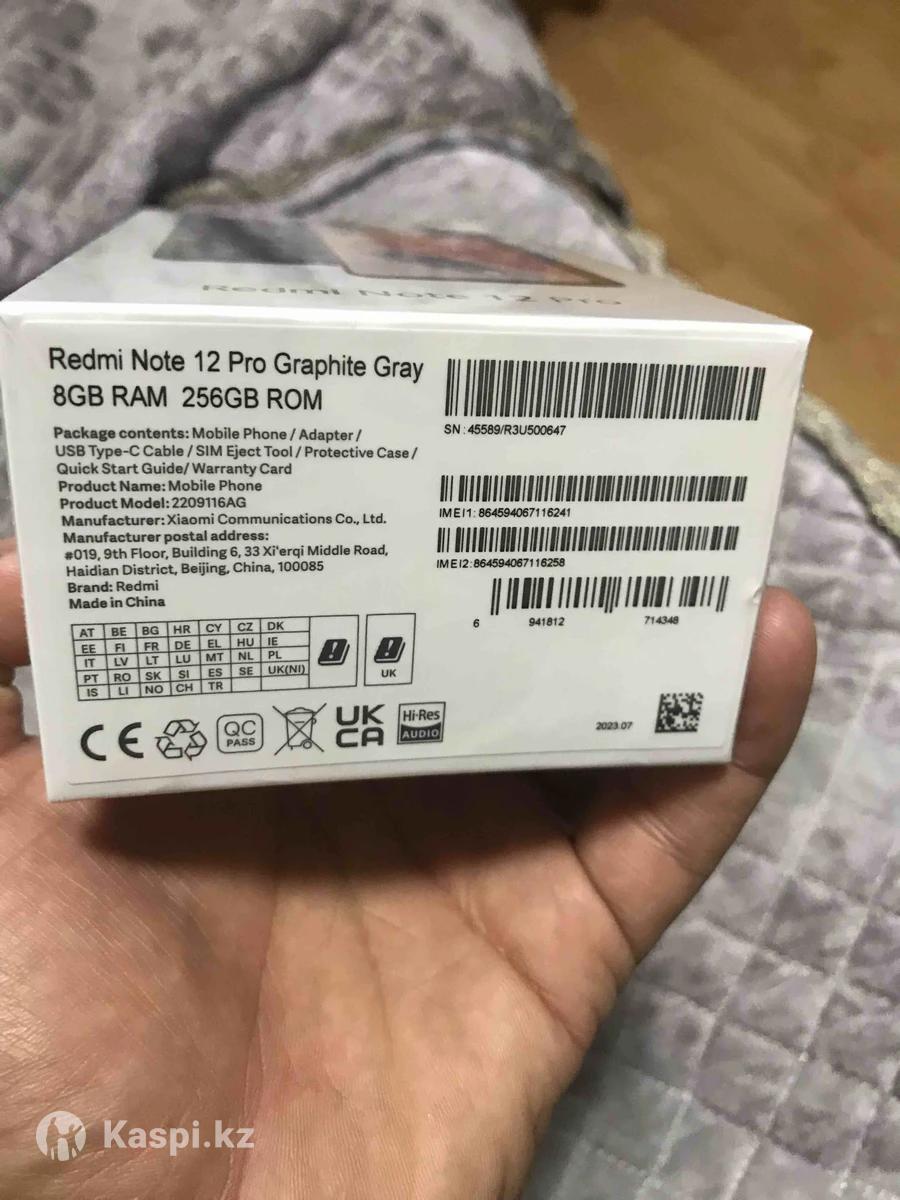 Redmi Note 12 Pro
Redmi Note 12 Pro Graphite Gray
8GB RAM 256GB ROM
Package contents: Mobile Phone / Adapter /
USB Type-C Cable / SIM Eject Tool / Protective Case /
Quick Start Guide/ Warranty Card
Product Name: Mobile Phone
Product Model: 2209116AG
Manufacturer: Xiaomi Communications Co., Ltd.
Manufacturer postal address:
#019, 9th Floor, Building 6, 33 Xi'erqi Middle Road,
Haidian District, Beijing, China, 100085
Brand: Redmi
Made in China
SN: 45589/R3U500647
IMEI1: 864594067116241
IMEI2: 864594067116258
6 941812 714348
AT BE BG HR CY CZ DK
EE FI FR DE EL HU IE
IT LV LT LU MT NL PL
PT RO SK SI ES SE UK(NI)
IS LI NO CH TR
UK
CE
QC
PASS
UK
CA
Hi-Res
AUDIO
2023.07
Kaspi.kz